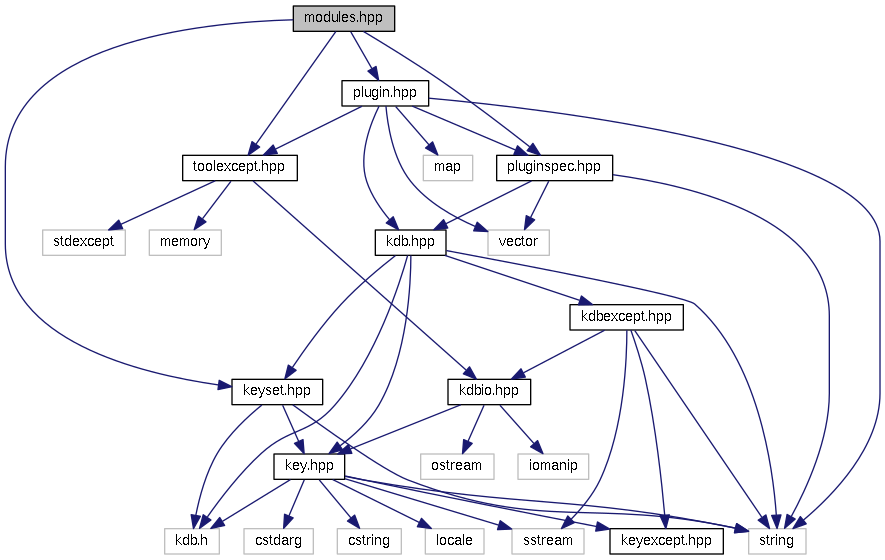 modules.hpp
plugin.hpp
toolexcept.hpp
map
pluginspec.hpp
stdexcept
memory
kdb.hpp
vector
kdbexcept.hpp
keyset.hpp
kdbio.hpp
key.hpp
ostream
iomanip
kdb.h
cstdarg
cstring
locale
sstream
keyexcept.hpp
string